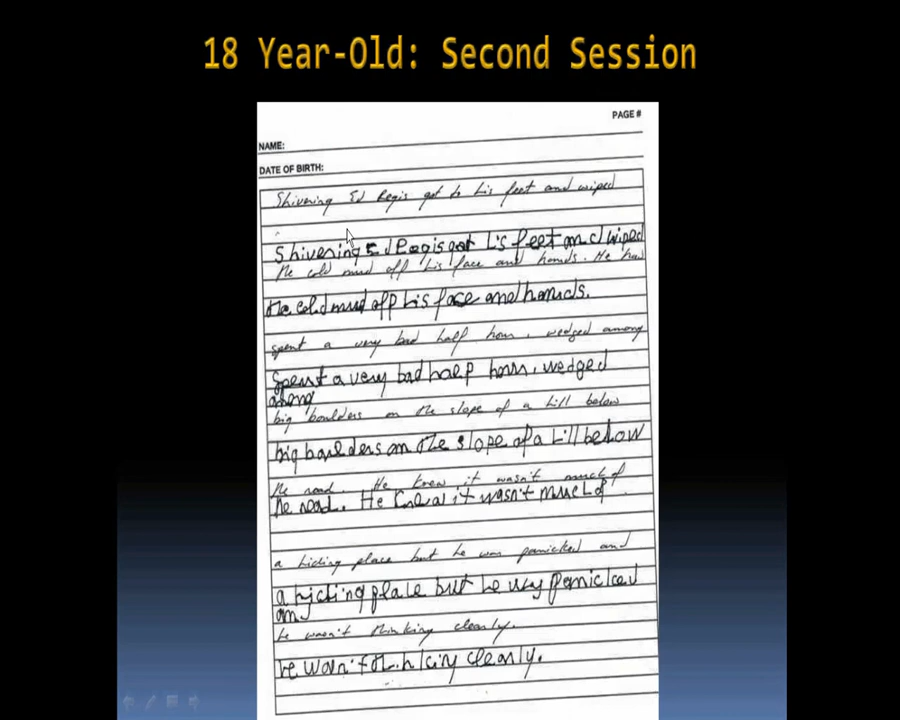 18 Year-Old: Second Session
PAGE #
NAME:
DATE OF BIRTH:
Shivering Ed Regis got to his feet and wiped
Shivering Ed Regis got his feet and wiped
the cold mud off his face and hands. He had
the cold mud off his face and hands.
spent a very bad half hour, wedged among
Spent a very bad half hour, wedged
among
big boulders on the slope of a hill below
big boulders on the slope of a hill below
the road. He knew it wasn't much of
he road. He it wasn't much of
a hiding place but he was panicked and
a hiding place but he was panicked
and
he wasn't thinking clearly.
he clearly.